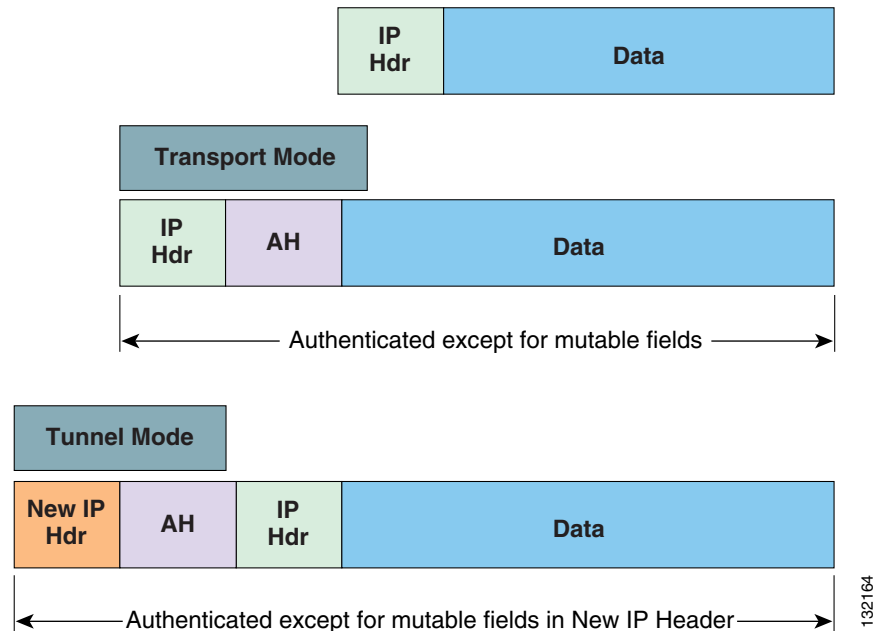 IP
Hdr
Data
Transport Mode
IP
Hdr
AH
Data
Authenticated except for mutable fields
Tunnel Mode
New IP
Hdr
AH
IP
Hdr
Data
Authenticated except for mutable fields in New IP Header
132164